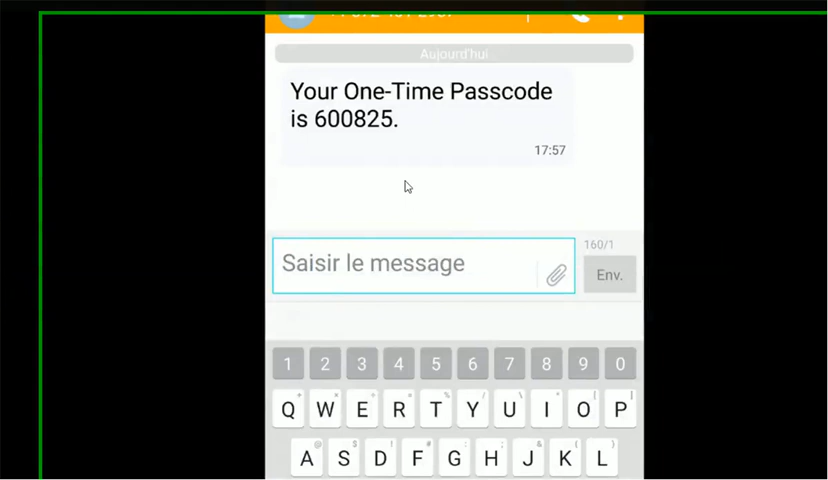 Aujourd'hui
Your One-Time Passcode
is 600825.
17:57
160/1
Saisir le message
Env.
1 2 3 4 5 6 7 8 9 0
Q W E R T Y U I O P
A S D F G H J K L